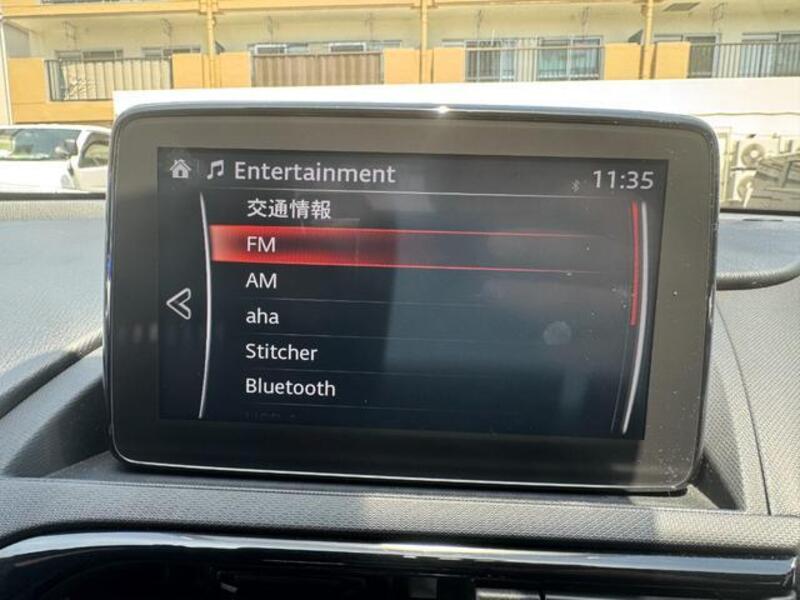 Entertainment
11:35
交通情報
FM
AM
aha
Stitcher
Bluetooth